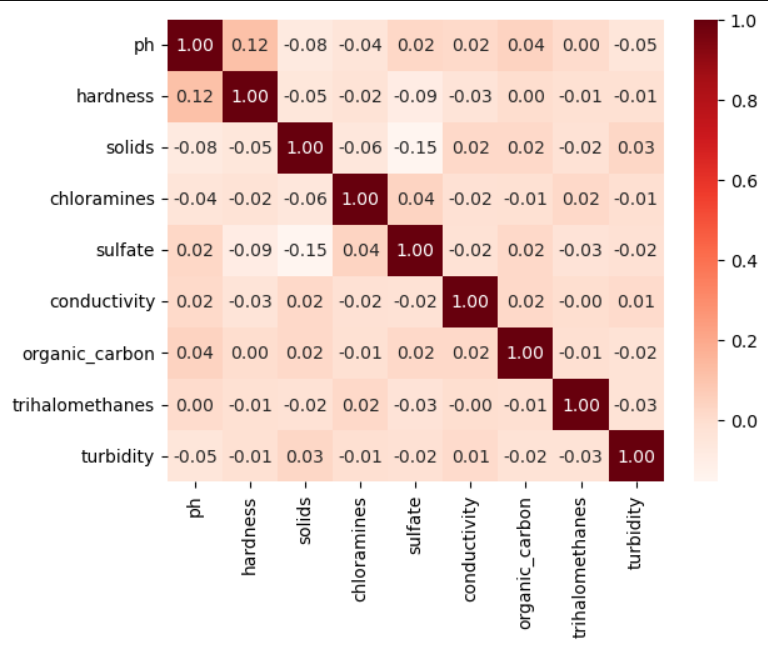 ph 1.00 0.12 -0.08 -0.04 0.02 0.02 0.04 0.00 -0.05
hardness 0.12 1.00 -0.05 -0.02 -0.09 -0.03 0.00 -0.01 -0.01
solids -0.08 -0.05 1.00 -0.06 -0.15 0.02 0.02 -0.02 0.03
chloramines -0.04 -0.02 -0.06 1.00 0.04 -0.02 -0.01 0.02 -0.01
sulfate 0.02 -0.09 -0.15 0.04 1.00 -0.02 0.02 -0.03 -0.02
conductivity 0.02 -0.03 0.02 -0.02 -0.02 1.00 0.02 -0.00 0.01
organic_carbon 0.04 0.00 0.02 -0.01 0.02 0.02 1.00 -0.01 -0.02
trihalomethanes 0.00 -0.01 -0.02 0.02 -0.03 -0.00 -0.01 1.00 -0.03
turbidity -0.05 -0.01 0.03 -0.01 -0.02 0.01 -0.02 -0.03 1.00
ph
hardness
solids
chloramines
sulfate
conductivity
organic_carbon
trihalomethanes
turbidity
1.0
0.8
0.6
0.4
0.2
0.0